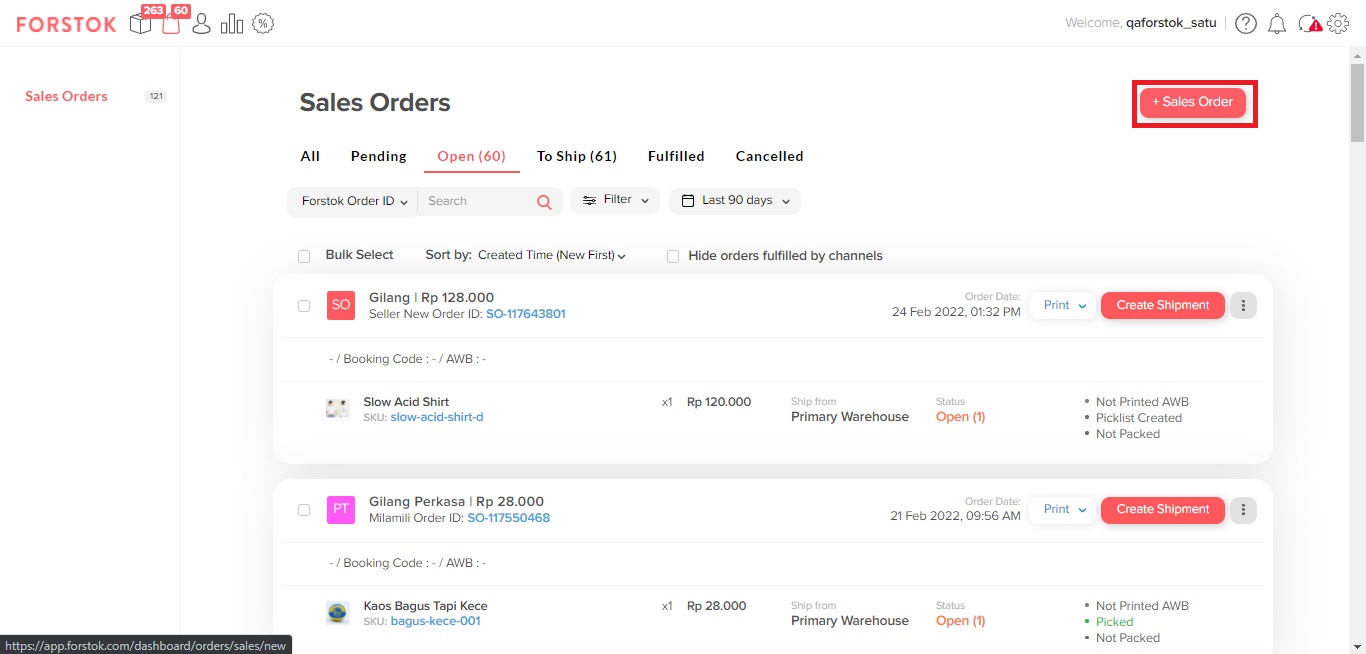 FORSTOK 263 60 Welcome, qaforstok_satu
Sales Orders 121
Sales Orders
+ Sales Order
All Pending Open (60) To Ship (61) Fulfilled Cancelled
Forstok Order ID Search Filter Last 90 days
Bulk Select Sort by: Created Time (New First) Hide orders fulfilled by channels
SO
Gilang | Rp 128.000
Seller New Order ID: SO-117643801
Order Date:
24 Feb 2022, 01:32 PM
Print Create Shipment
- / Booking Code : - / AWB : -
Slow Acid Shirt
SKU: slow-acid-shirt-d
x1 Rp 120.000
Ship from
Primary Warehouse
Status
Open (1)
• Not Printed AWB
• Picklist Created
• Not Packed
PT
Gilang Perkasa | Rp 28.000
Milamili Order ID: SO-117550468
Order Date:
21 Feb 2022, 09:56 AM
Print Create Shipment
- / Booking Code : - / AWB : -
Kaos Bagus Tapi Kece
SKU: bagus-kece-001
x1 Rp 28.000
Ship from
Primary Warehouse
Status
Open (1)
• Not Printed AWB
• Picked
• Not Packed
https://app.forstok.com/dashboard/orders/sales/new